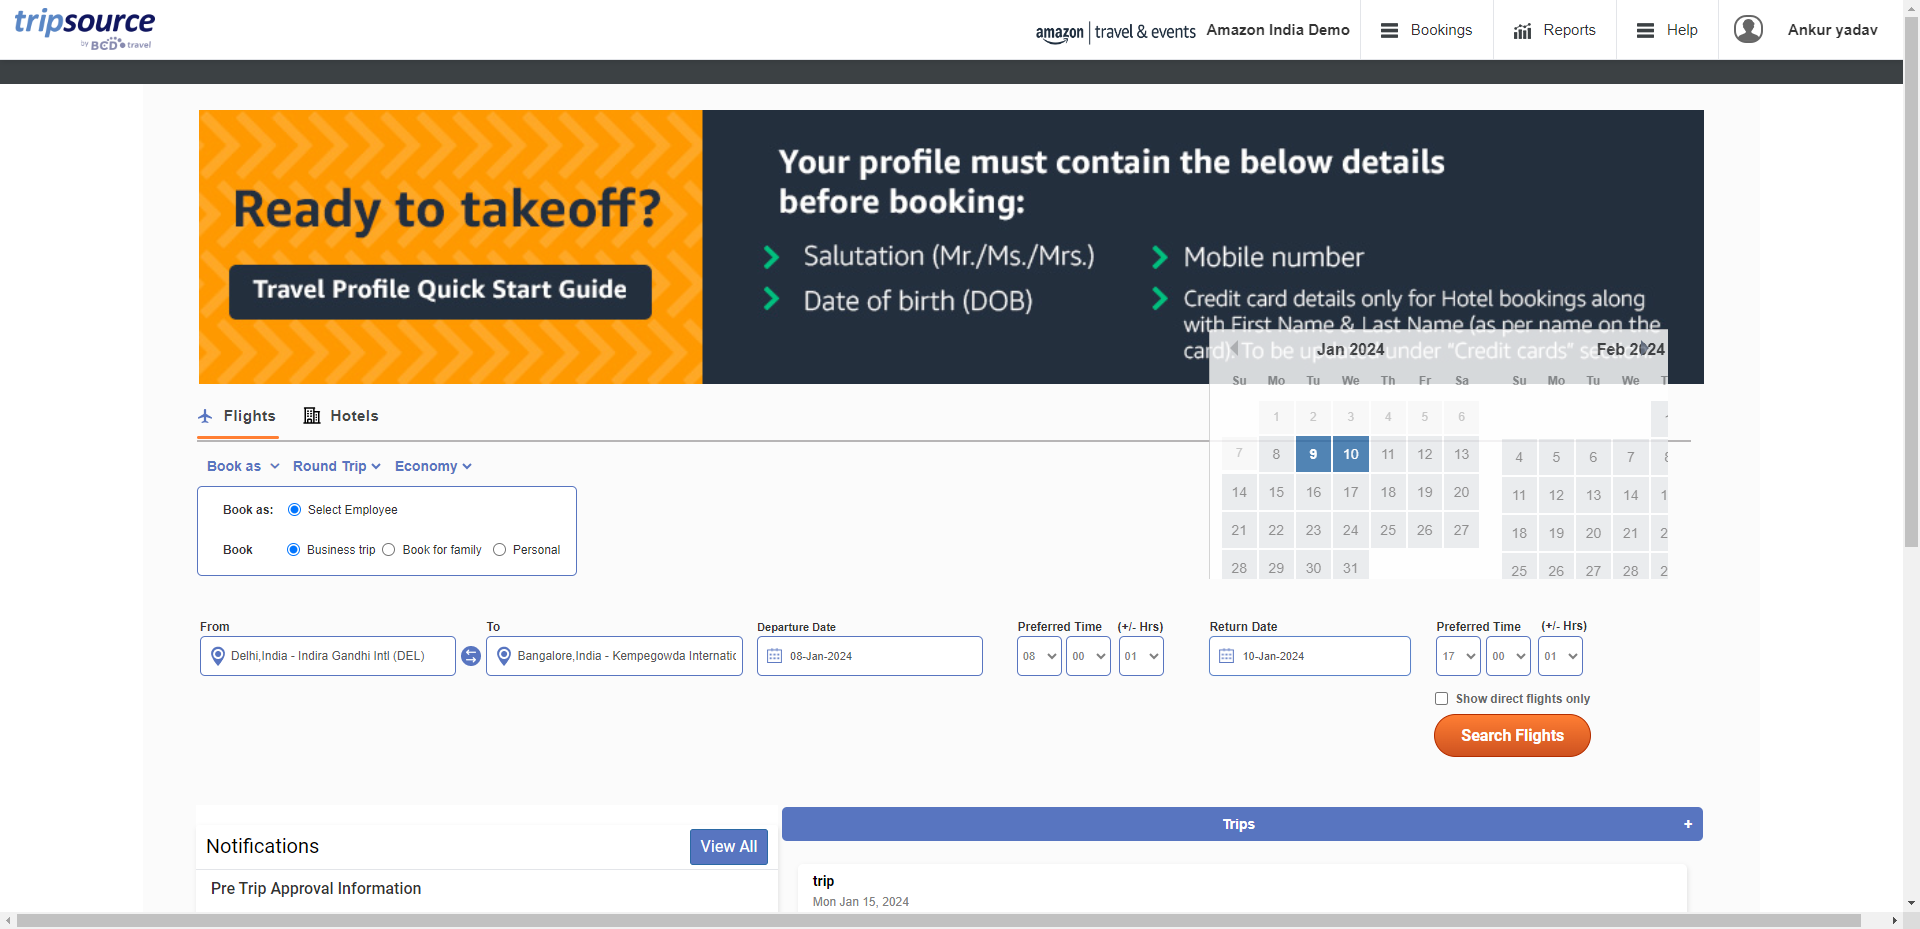 tripsource
by BCD travel
amazon | travel & events Amazon India Demo Bookings Reports Help Ankur yadav
Ready to takeoff?
Travel Profile Quick Start Guide
Your profile must contain the below details
before booking:
Salutation (Mr./Ms./Mrs.)
Date of birth (DOB)
Mobile number
Credit card details only for Hotel bookings along
with First Name & Last Name (as per name on the
card). To be under "Credit cards"
Jan 2024 Feb 2024
Su Mo Tu We Th Fr Sa Su Mo Tu We
1 2 3 4 5 6
7 8 9 10 11 12 13 4 5 6 7
14 15 16 17 18 19 20 11 12 13 14
21 22 23 24 25 26 27 18 19 20 21
28 29 30 31 25 26 27 28
Flights Hotels
Book as Round Trip Economy
Book as: Select Employee
Book Business trip Book for family Personal
From To Departure Date Preferred Time (+/- Hrs) Return Date Preferred Time (+/- Hrs)
Delhi,India - Indira Gandhi Intl (DEL) Bangalore,India - Kempegowda Internatic 08-Jan-2024 08 00 01 10-Jan-2024 17 00 01
Show direct flights only
Search Flights
Notifications View All
Pre Trip Approval Information
Trips +
trip
Mon Jan 15, 2024